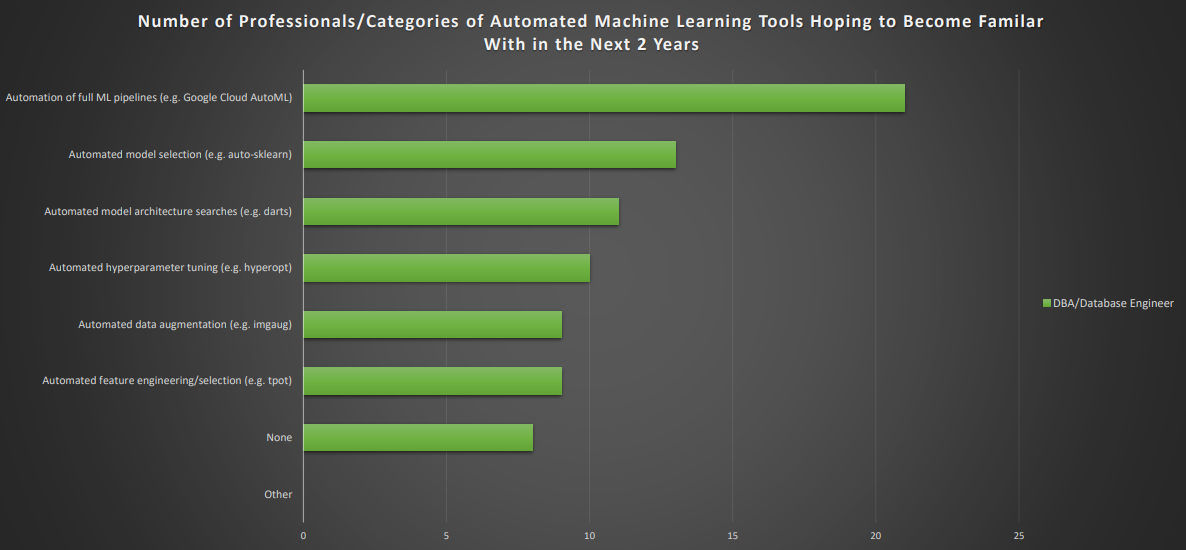 Number of Professionals/Categories of Automated Machine Learning Tools Hoping to Become Familar
With in the Next 2 Years
Automation of full ML pipelines (e.g. Google Cloud AutoML)
Automated model selection (e.g. auto-sklearn)
Automated model architecture searches (e.g. darts)
Automated hyperparameter tuning (e.g. hyperopt)
Automated data augmentation (e.g. imgaug)
Automated feature engineering/selection (e.g. tpot)
None
Other
0 5 10 15 20 25
DBA/Database Engineer